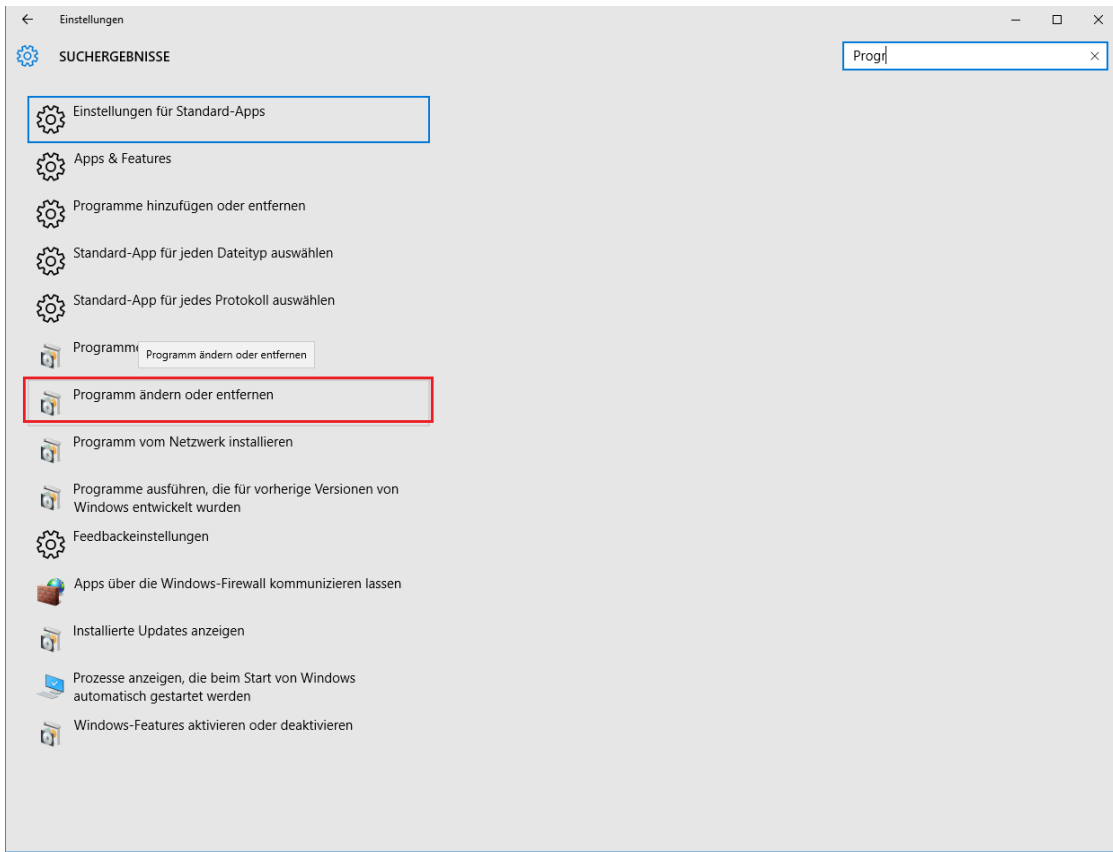 Einstellungen
SUCHERGEBNISSE
Progr
Einstellungen für Standard-Apps
Apps & Features
Programme hinzufügen oder entfernen
Standard-App für jeden Dateityp auswählen
Standard-App für jedes Protokoll auswählen
Programme
Programm ändern oder entfernen
Programm ändern oder entfernen
Programm vom Netzwerk installieren
Programme ausführen, die für vorherige Versionen von
Windows entwickelt wurden
Feedbackeinstellungen
Apps über die Windows-Firewall kommunizieren lassen
Installierte Updates anzeigen
Prozesse anzeigen, die beim Start von Windows
automatisch gestartet werden
Windows-Features aktivieren oder deaktivieren